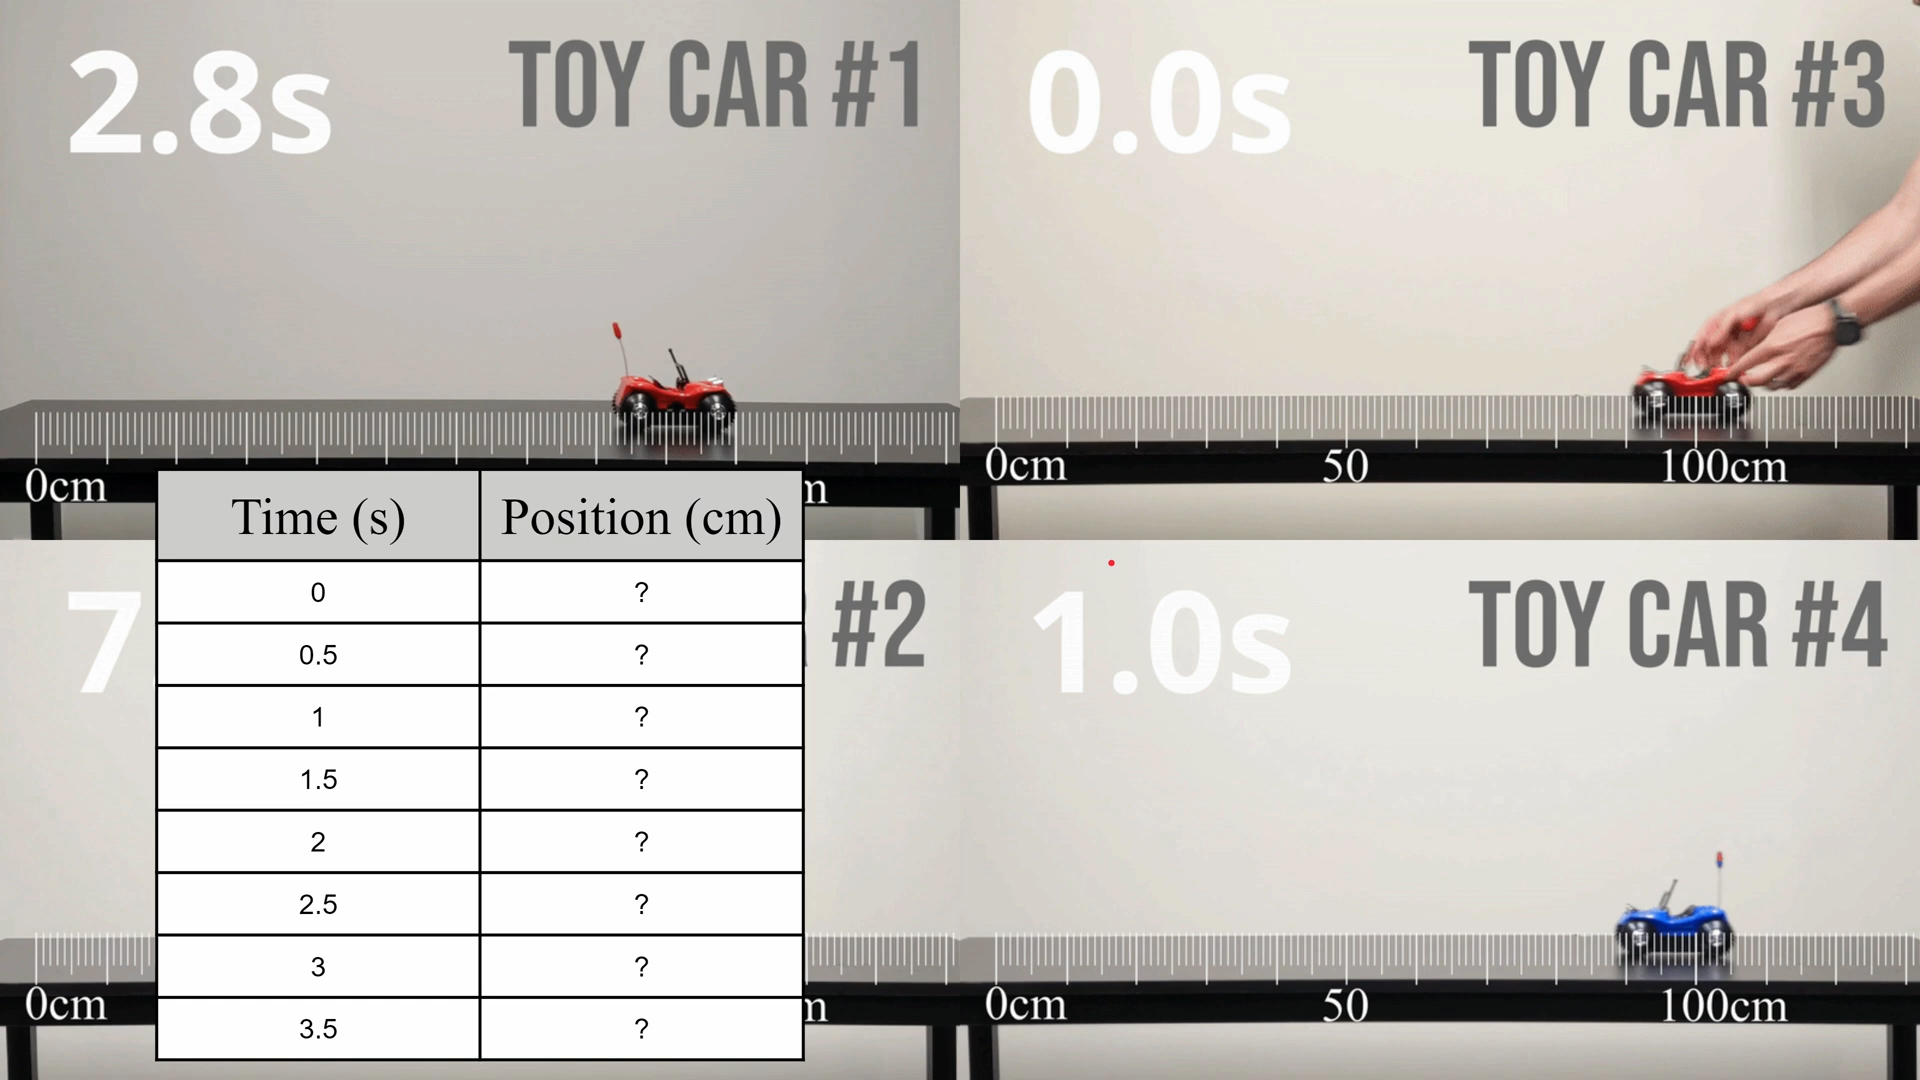 2.8s
TOY CAR #1
0.0s
TOY CAR #3
0cm
m
0cm
50
100cm
7
#2
1.0s
TOY CAR #4
Time (s) Position (cm)
0 ?
0.5 ?
1 ?
1.5 ?
2 ?
2.5 ?
3 ?
3.5 ?
0cm
m
0cm
50
100cm